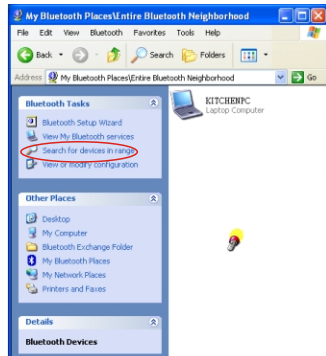 My Bluetooth Places\Entire Bluetooth Neighborhood
File Edit View Bluetooth Favorites Tools Help
Back Search Folders
Address My Bluetooth Places\Entire Bluetooth Neighborhood Go
Bluetooth Tasks
Bluetooth Setup Wizard
View My Bluetooth services
Search for devices in range
View or modify configuration
Other Places
Desktop
My Computer
Bluetooth Exchange Folder
My Bluetooth Places
My Network Places
Printers and Faxes
Details
Bluetooth Devices
KITCHENPC
Laptop Computer